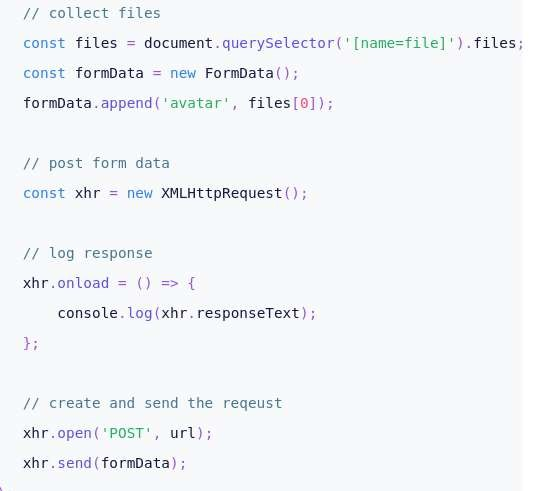 // collect files
const files = document.querySelector('[name=file]').files;
const formData = new FormData();
formData.append('avatar', files[0]);
// post form data
const xhr = new XMLHttpRequest();
// log response
xhr.onload = () => {
    console.log(xhr.responseText);
};
// create and send the reqeust
xhr.open('POST', url);
xhr.send(formData);